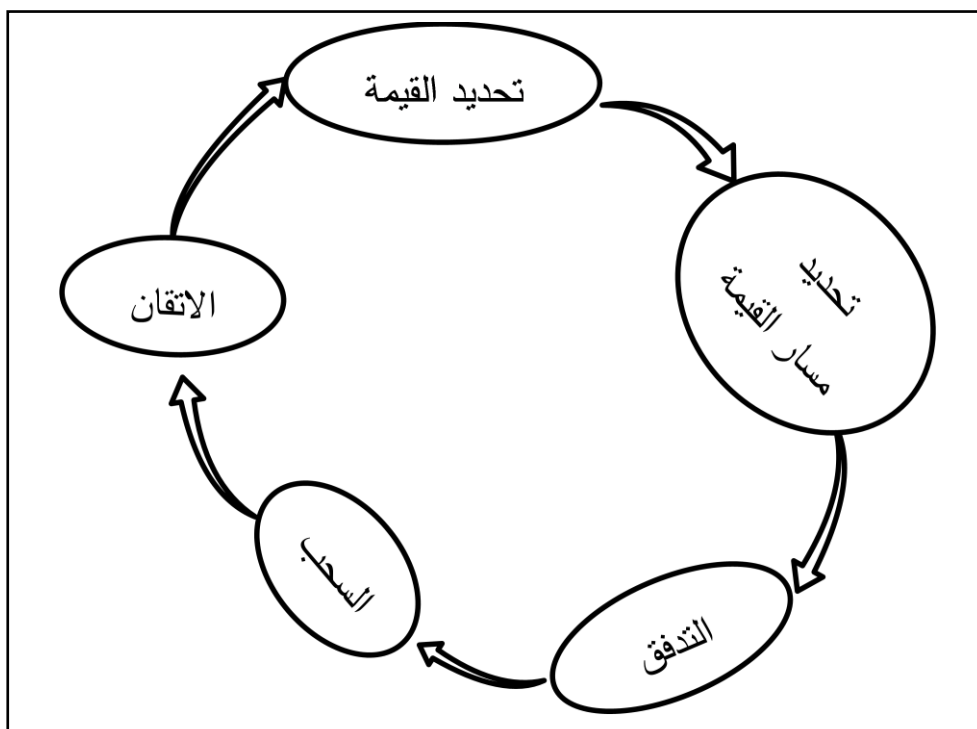 تحديد القيمة
تحديد
مسار القيمة
التدفق
السحب
الاتقان